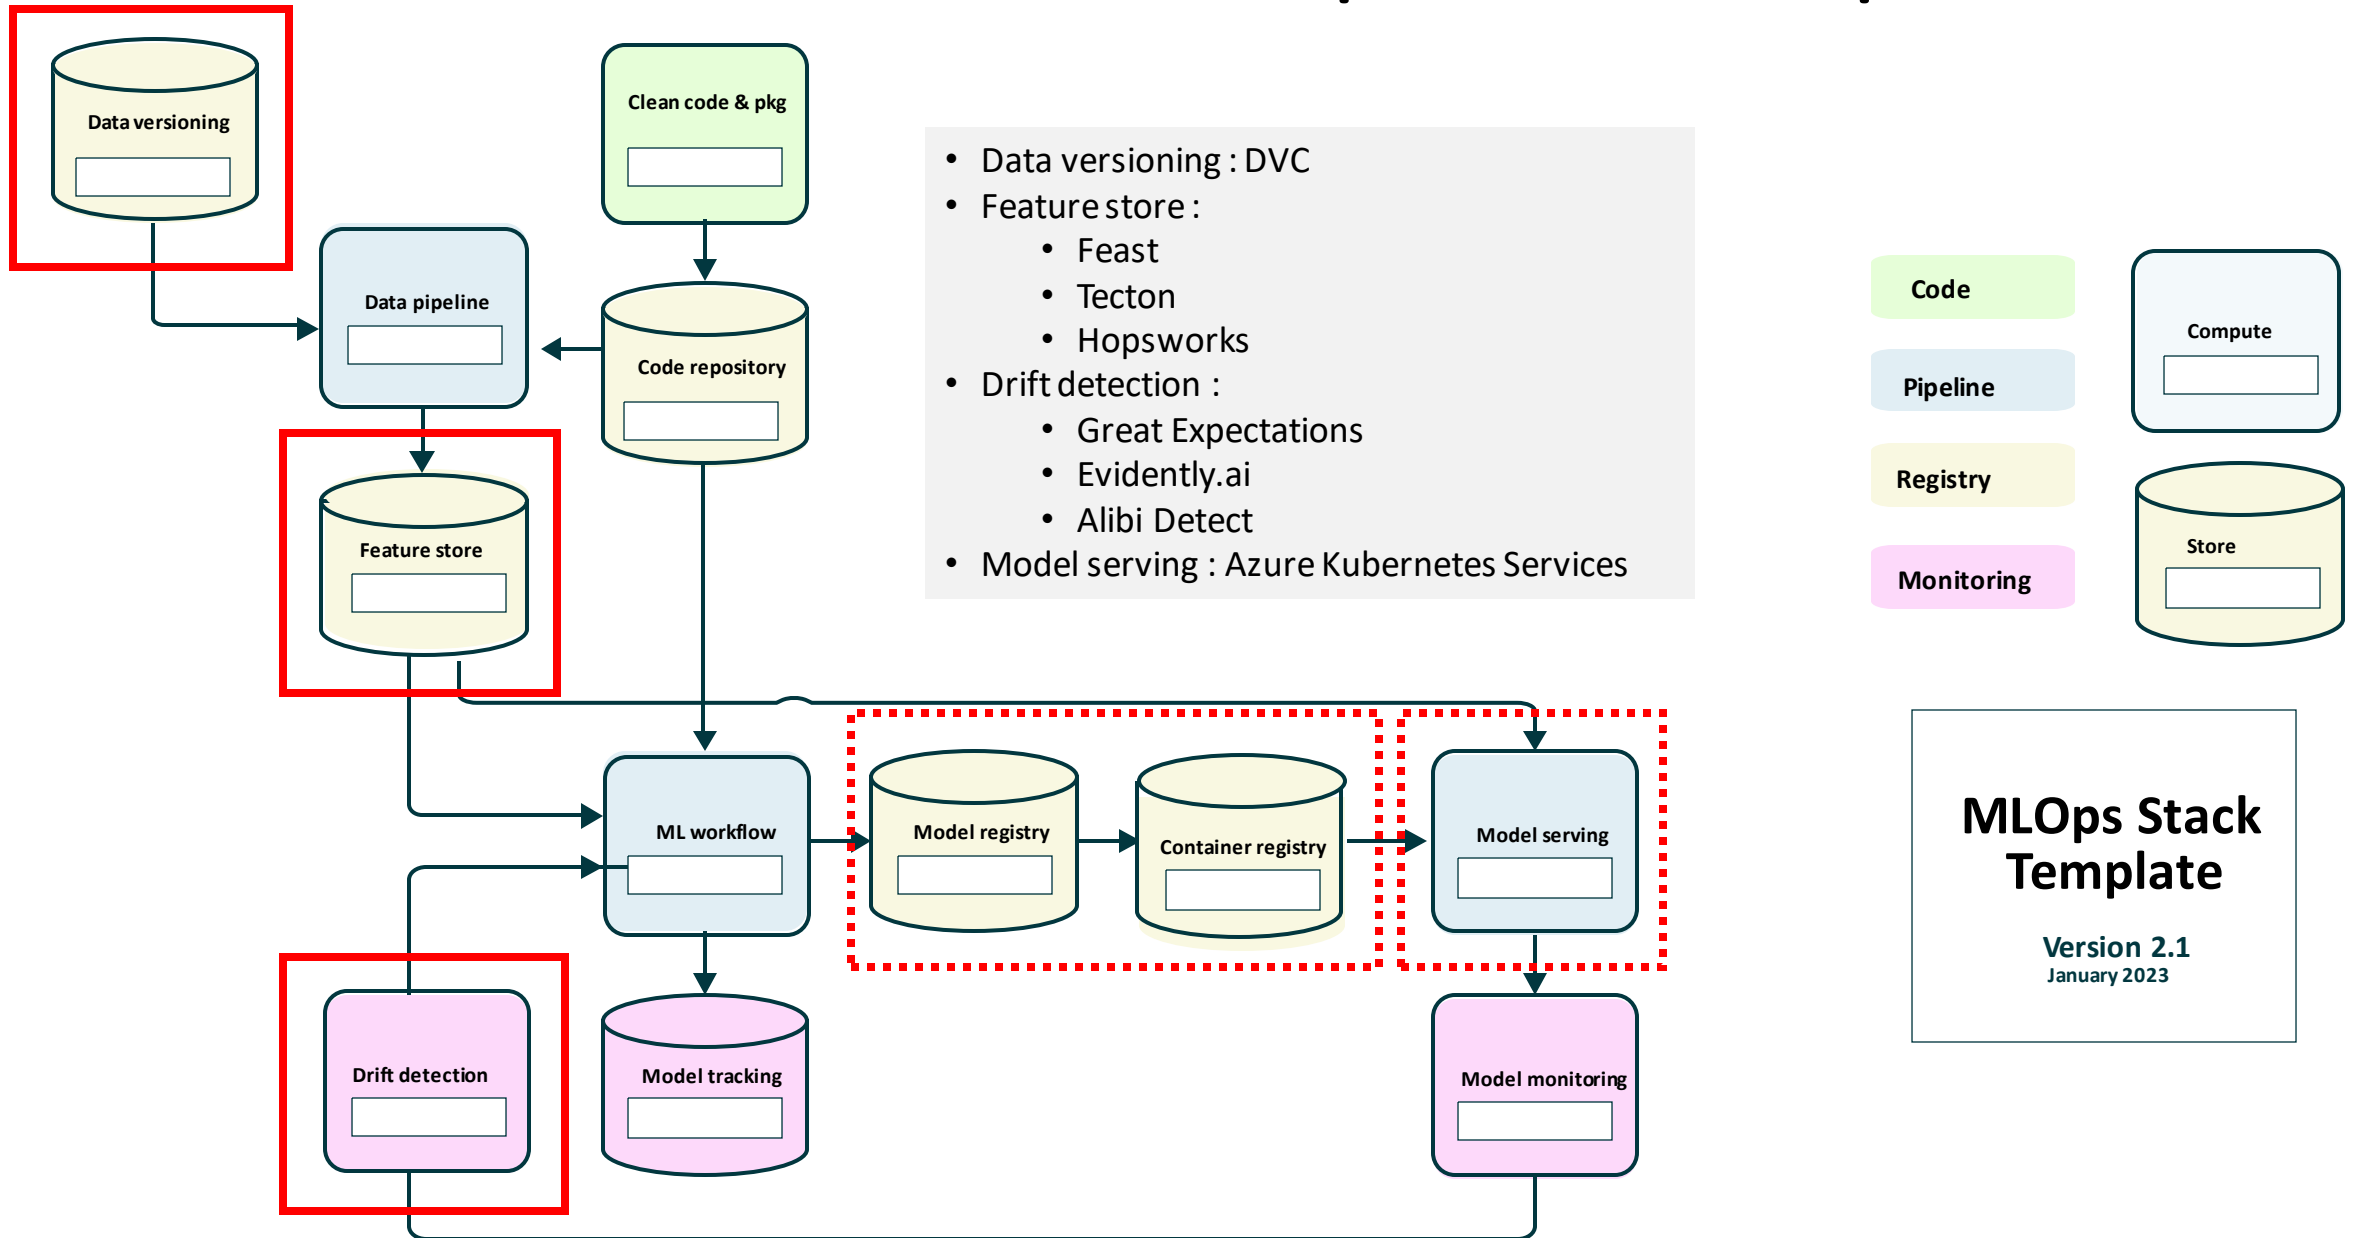 Data versioning
Clean code & pkg
Data pipeline
Code repository
Feature store
• Data versioning : DVC
• Feature store :
• Feast
• Tecton
• Hopsworks
• Drift detection :
• Great Expectations
• Evidently.ai
• Alibi Detect
• Model serving : Azure Kubernetes Services
Code
Pipeline
Registry
Monitoring
Compute
Store
ML workflow
Model registry
Container registry
Model serving
Drift detection
Model tracking
Model monitoring
MLOps Stack
Template
Version 2.1
January 2023